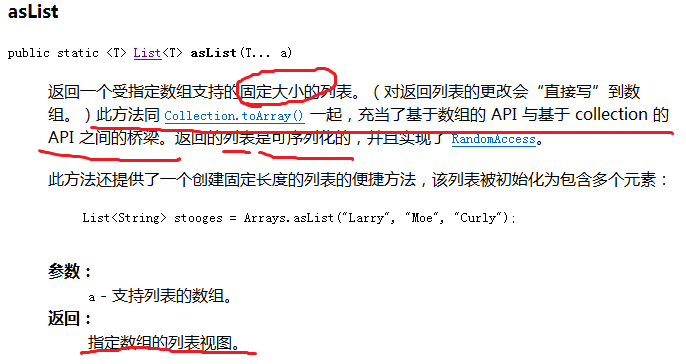 asList
public static <T> List<T> asList(T... a)
返回一个受指定数组支持的固定大小的列表。（对返回列表的更改会“直接写”到数
组。）此方法同 Collection.toArray() 一起，充当了基于数组的 API 与基于 collection 的
API 之间的桥梁。返回的列表是可序列化的，并且实现了 RandomAccess。
此方法还提供了一个创建固定长度的列表的便捷方法，该列表被初始化为包含多个元素：
List<String> stooges = Arrays.asList("Larry", "Moe", "Curly");
参数：
a - 支持列表的数组。
返回：
指定数组的列表视图。